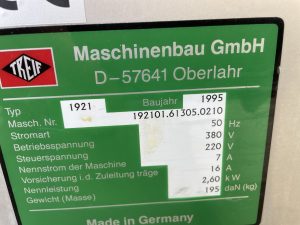 TREIF
Maschinenbau GmbH
D-57641 Oberlahr
Typ 1921 Baujahr 1995
Masch. Nr. 192101.61305.0210
Stromart 50 Hz
Betriebsspannung 380 V
Steuerspannung 220 V
Nennstrom der Maschine 7 A
Vorsicherung i.d. Zuleitung träge 16 A
Nennleistung 2,60 kW
Gewicht (Masse) 195 daN (kg)
Made in Germany